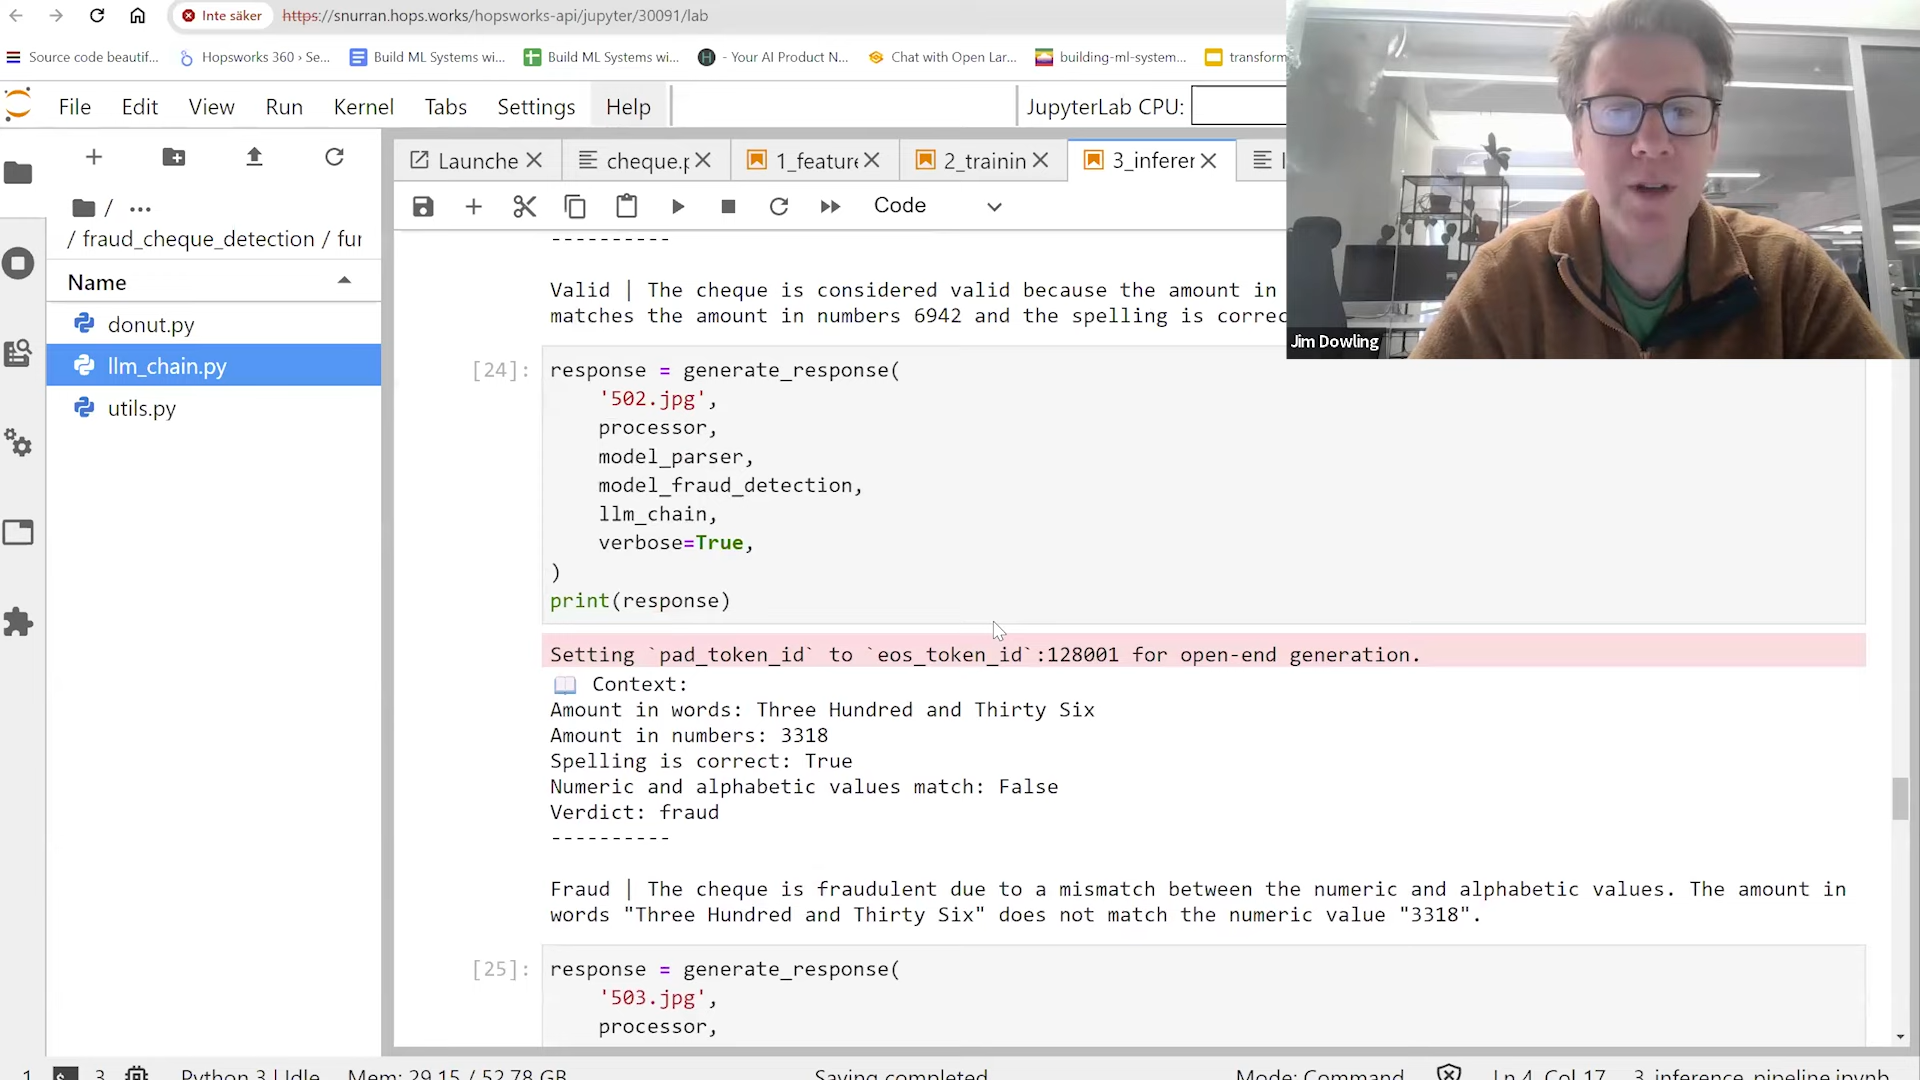 Inte säker https://snurran.hops.works/hopsworks-api/jupyter/30091/lab
Source code beautif... Hopsworks 360 › Se... Build ML Systems wi... Build ML Systems wi... - Your AI Product N... Chat with Open Lar... building-ml-system... transform
File Edit View Run Kernel Tabs Settings Help JupyterLab CPU:
Launche cheque.p 1_feature 2_trainin 3_inferer
Code
/ ...
/ fraud_cheque_detection / fur
Name
donut.py
llm_chain.py
utils.py
----------
Valid | The cheque is considered valid because the amount in
matches the amount in numbers 6942 and the spelling is correc
Jim Dowling
[24]: response = generate_response(
'502.jpg',
processor,
model_parser,
model_fraud_detection,
llm_chain,
verbose=True,
)
print(response)
Setting `pad_token_id` to `eos_token_id`:128001 for open-end generation.
📖 Context:
Amount in words: Three Hundred and Thirty Six
Amount in numbers: 3318
Spelling is correct: True
Numeric and alphabetic values match: False
Verdict: fraud
----------
Fraud | The cheque is fraudulent due to a mismatch between the numeric and alphabetic values. The amount in
words "Three Hundred and Thirty Six" does not match the numeric value "3318".
[25]: response = generate_response(
'503.jpg',
processor,
1 3 Python 3 | Idle Mem: 29.15 / 52.78 GB Saving completed Mode: Command Ln 4, Col 17 3_inference_pipeline.ipynb